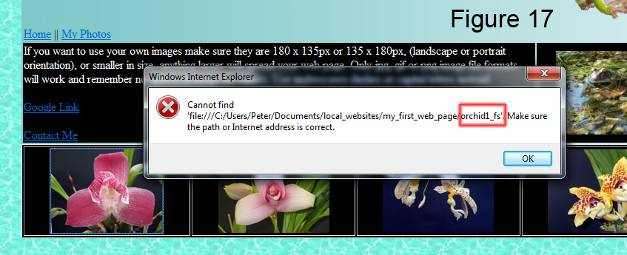 Figure 17
Home || My Photos
If you want to use your own images make sure they are 180 x 135px or 135 x 180px, (landscape or portrait
orientation), or smaller in size, anything larger will spread your web page. Only jpg, gif or png image file formats
will work and remember
Windows Internet Explorer
Cannot find
'file:///C:/Users/Peter/Documents/local_websites/my_first_web_page/orchid1_fs'. Make sure
the path or Internet address is correct.
OK
Google Link
Contact Me